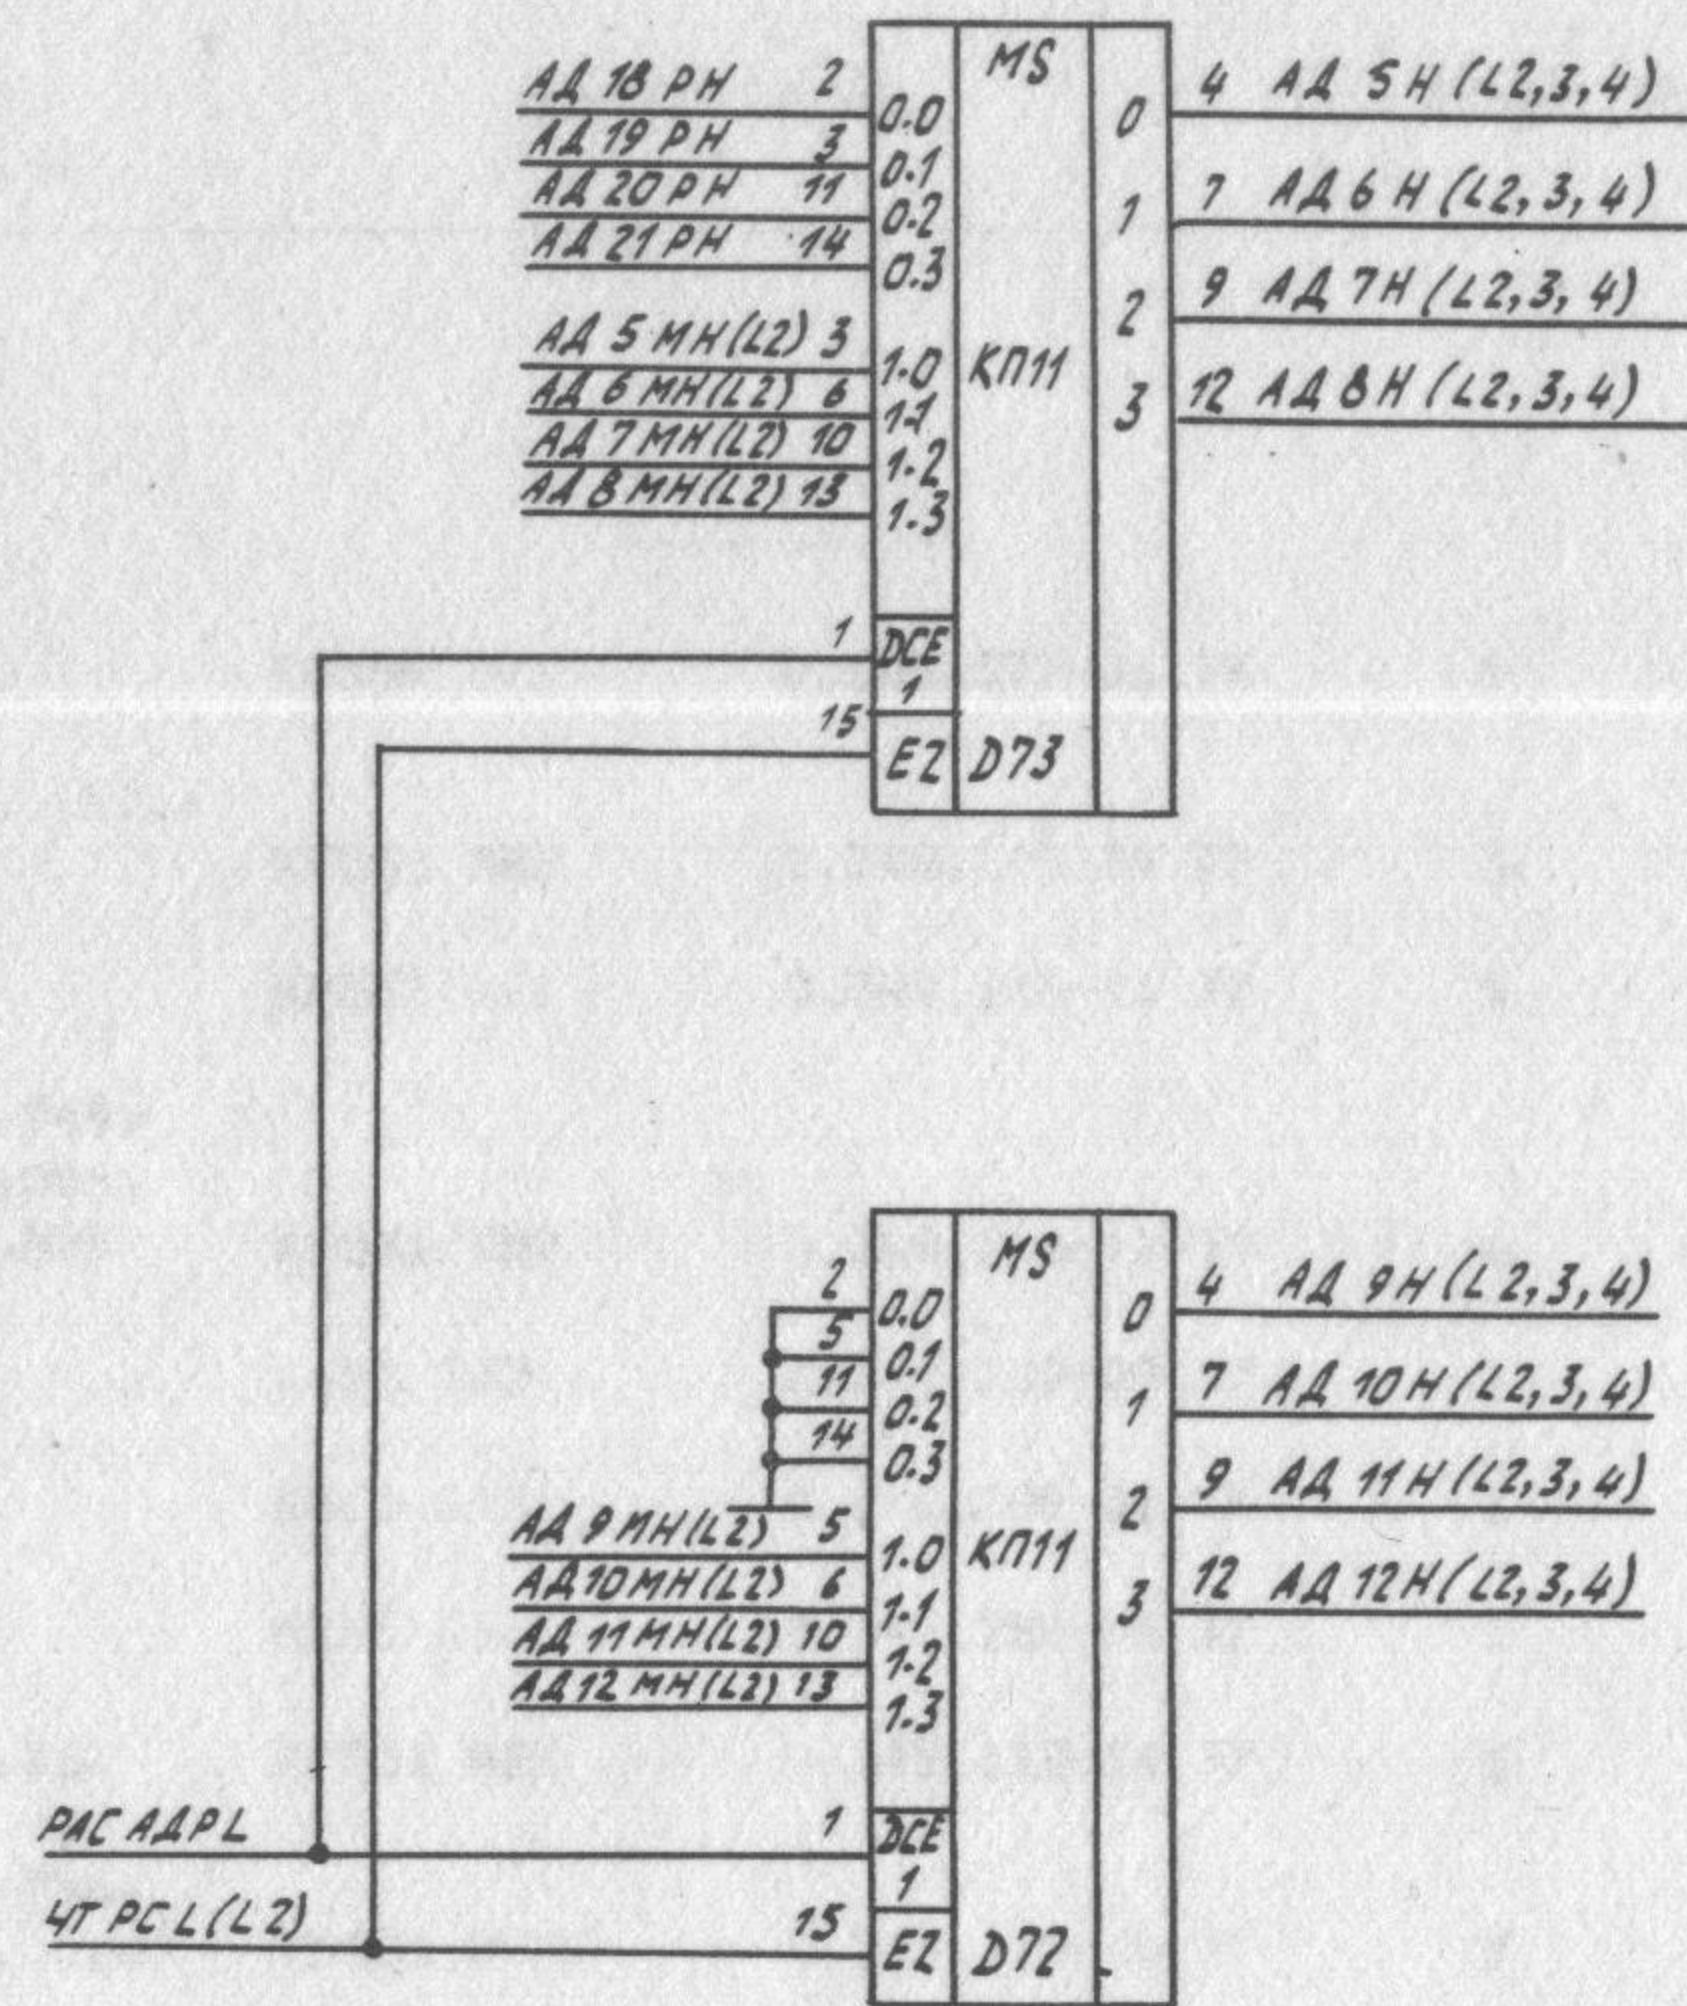 АД 18 РН 2 0.0 MS 0 4 АД 5Н (L2,3,4)
АД 19 РН 3 0.1
АД 20 РН 11 0.2 1 7 АД 6 Н (L2,3,4)
АД 21 РН 14 0.3
2 9 АД 7Н (L2,3,4)
АД 5 МН(L2) 3 1.0 КП11
АД 6 МН(L2) 6 1.1 3 12 АД 8Н (L2,3,4)
АД 7 МН(L2) 10 1.2
АД 8 МН(L2) 13 1.3
1 DCE
1
15 EZ D73
2 0.0 MS 0 4 АД 9Н (L2,3,4)
5 0.1
11 0.2 1 7 АД 10Н (L2,3,4)
14 0.3
2 9 АД 11Н (L2,3,4)
АД 9 МН(L2) 5 1.0 КП11
АД 10 МН(L2) 6 1.1 3 12 АД 12Н (L2,3,4)
АД 11 МН(L2) 10 1.2
АД 12 МН(L2) 13 1.3
РАС АДР L 1 DCE
1
ЧТ РС L (L2) 15 EZ D72